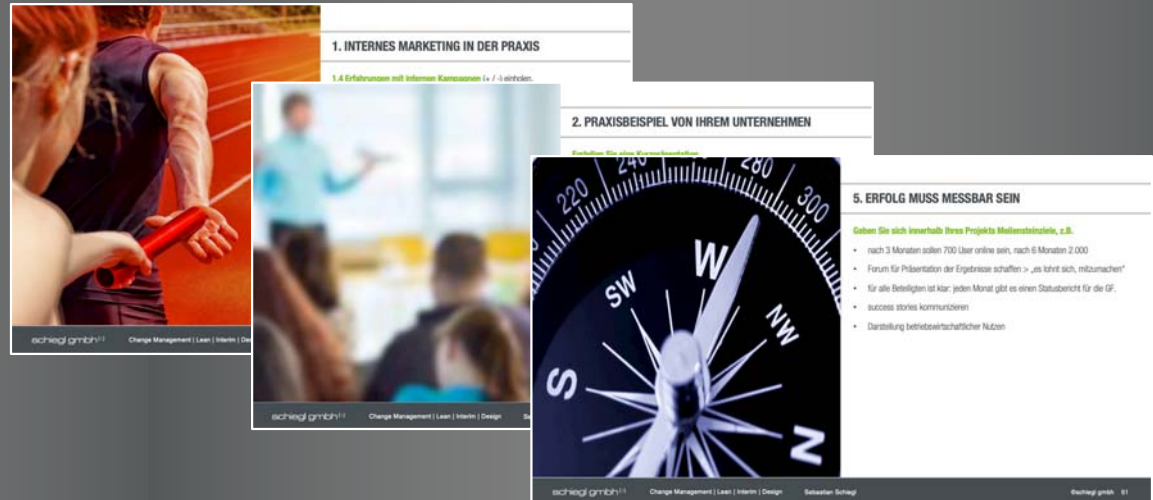 1. INTERNES MARKETING IN DER PRAXIS
1.4 Erfahrungen mit internen Kampagnen (+ / -) einholen.
schiegl gmbh
Change Management | Lean | Interim |
2. PRAXISBEISPIEL VON IHREM UNTERNEHMEN
Erstellen Sie eine Kurzpräsentation
schiegl gmbh
Change Management | Lean | Interim | Design
220
240
280
300
SW
W
NW
S
N
5. ERFOLG MUSS MESSBAR SEIN
Geben Sie sich innerhalb Ihres Projekts Meilensteinziele, z.B.
• nach 3 Monaten sollen 700 User online sein, nach 6 Monaten 2.000
• Forum für Präsentation der Ergebnisse schaffen > „es lohnt sich, mitzumachen"
• für alle Beteiligten ist klar: jeden Monat gibt es einen Statusbericht für die GF.
• success stories kommunizieren
• Darstellung betriebswirtschaftlicher Nutzen
schiegl gmbh
Change Management | Lean | Interim | Design
Sebastian Schiegl
©schiegl gmbh 51